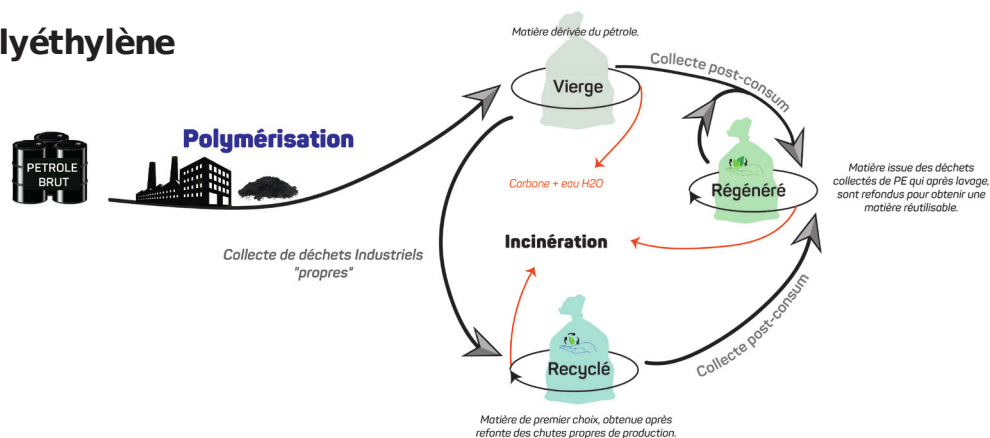 lyéthylène
Matière dérivée du pétrole.
Vierge
Collecte post-consum
PETROLE
BRUT
Polymérisation
Carbone + eau H2O
Régénéré
Matière issue des déchets
collectés de PE qui après lavage,
sont refondus pour obtenir une
matière réutilisable.
Collecte de déchets Industriels
"propres"
Incinération
Recyclé
Collecte post-consum
Matière de premier choix, obtenue après
refonte des chutes propres de production.